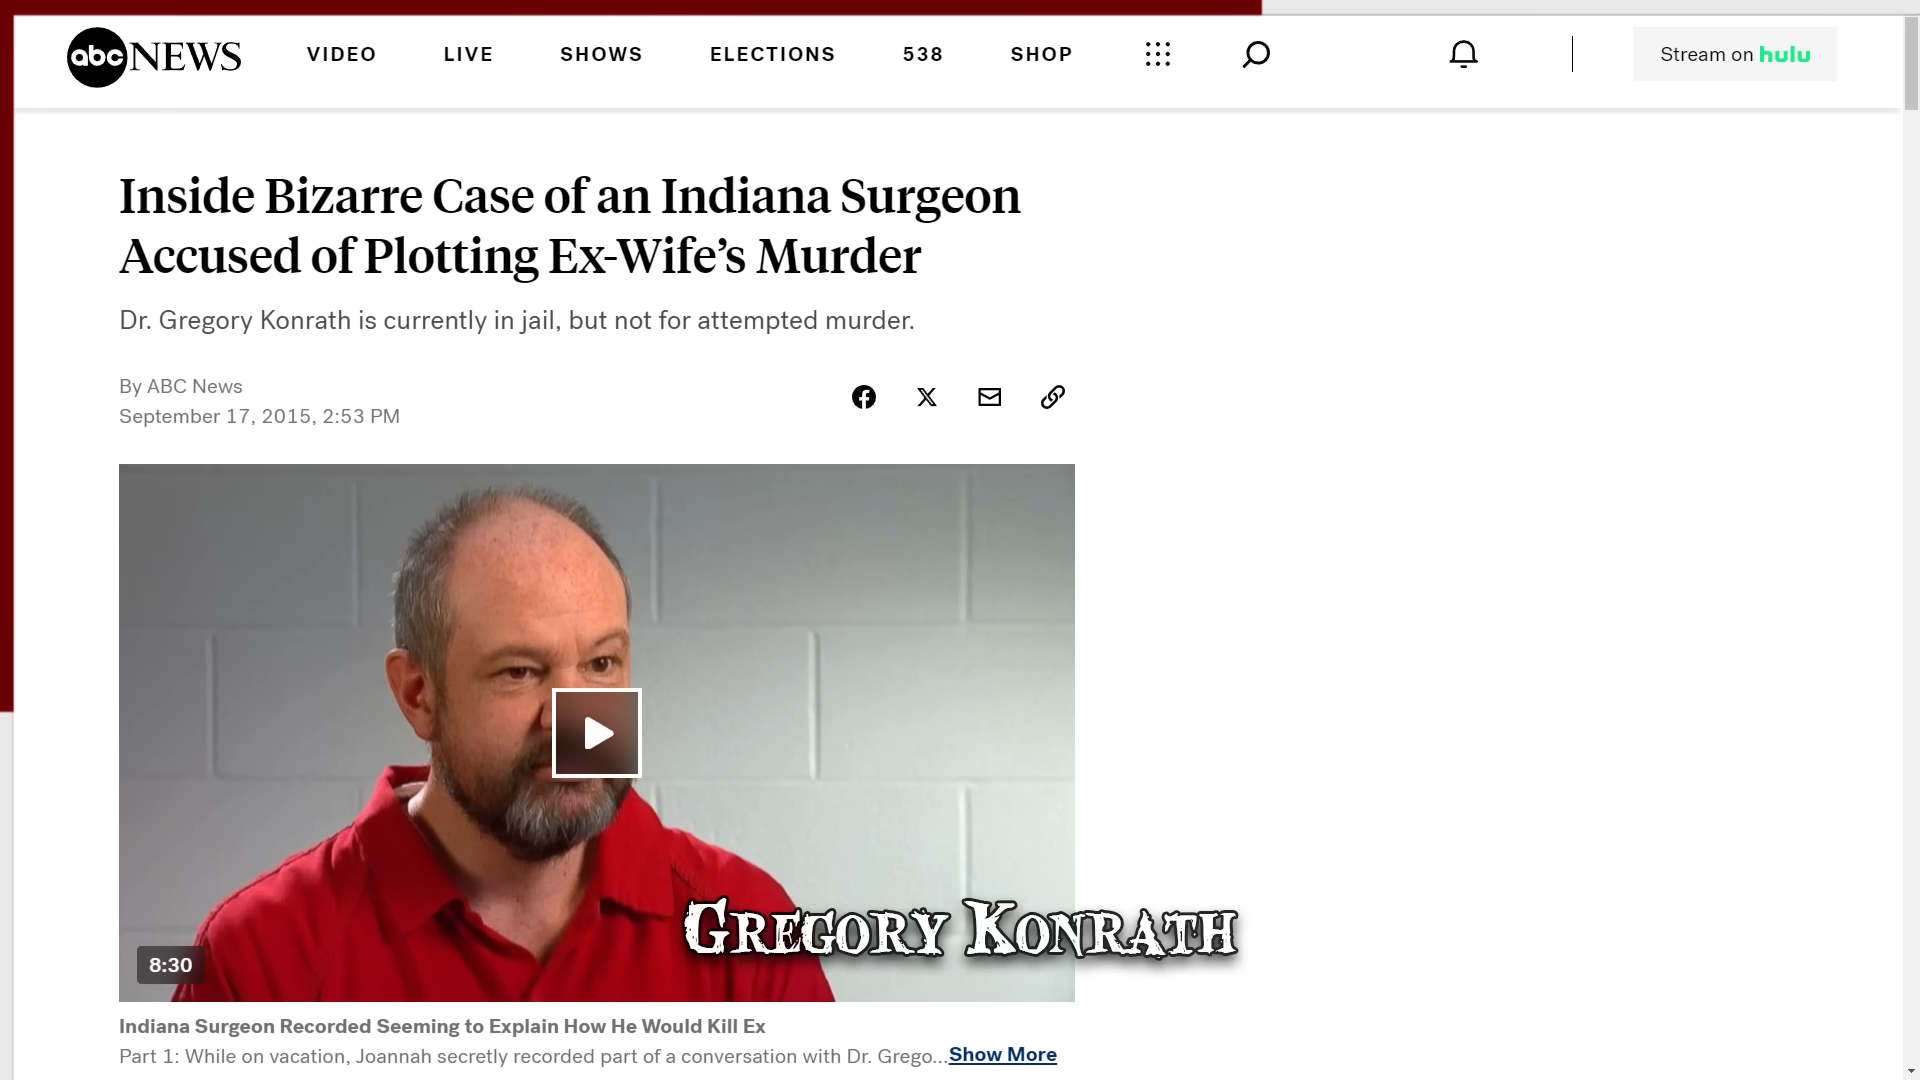 abc NEWS VIDEO LIVE SHOWS ELECTIONS 538 SHOP Stream on hulu
Inside Bizarre Case of an Indiana Surgeon
Accused of Plotting Ex-Wife’s Murder
Dr. Gregory Konrath is currently in jail, but not for attempted murder.
By ABC News
September 17, 2015, 2:53 PM
GREGORY KONRATH
8:30
Indiana Surgeon Recorded Seeming to Explain How He Would Kill Ex
Part 1: While on vacation, Joannah secretly recorded part of a conversation with Dr. Grego...Show More